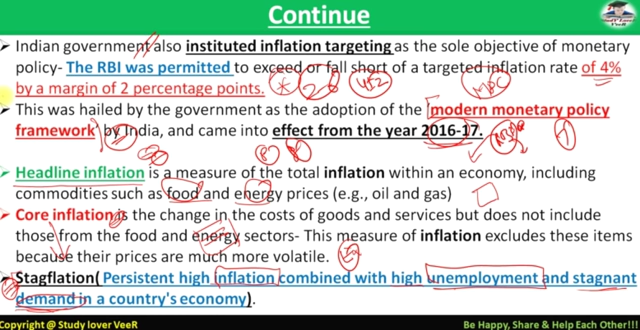 Continue
➢ Indian government also instituted inflation targeting as the sole objective of monetary
policy- The RBI was permitted to exceed or fall short of a targeted inflation rate of 4%
by a margin of 2 percentage points.
➢ This was hailed by the government as the adoption of the modern monetary policy
framework by India, and came into effect from the year 2016-17.
➢ Headline inflation is a measure of the total inflation within an economy, including
commodities such as food and energy prices (e.g., oil and gas)
➢ Core inflation is the change in the costs of goods and services but does not include
those from the food and energy sectors- This measure of inflation excludes these items
because their prices are much more volatile.
Stagflation( Persistent high inflation combined with high unemployment and stagnant
demand in a country's economy).
Copyright @ Study lover VeeR
Be Happy, Share & Help Each Other!!!